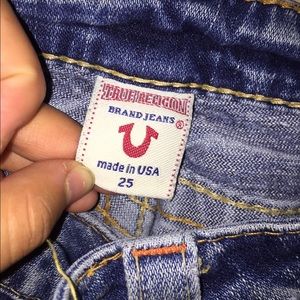 TRUE RELIGION
BRAND JEANS ®
made in USA
25